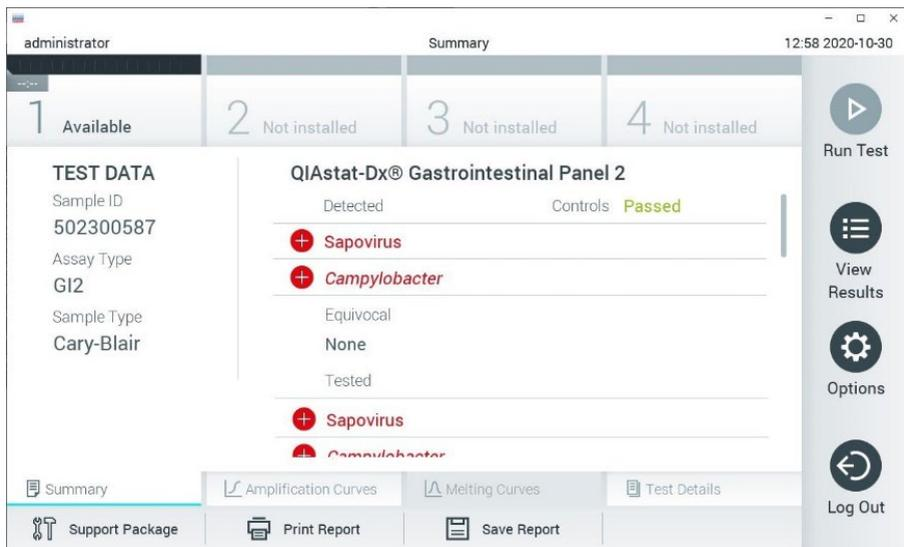 administrator
Summary
12:58 2020-10-30
--:--
1 Available
2 Not installed
3 Not installed
4 Not installed
Run Test
View
Results
Options
Log Out
TEST DATA
Sample ID
502300587
Assay Type
GI2
Sample Type
Cary-Blair
QIAstat-Dx® Gastrointestinal Panel 2
Detected
Controls Passed
Sapovirus
Campylobacter
Equivocal
None
Tested
Sapovirus
Campylobacter
Summary
Amplification Curves
Melting Curves
Test Details
Support Package
Print Report
Save Report